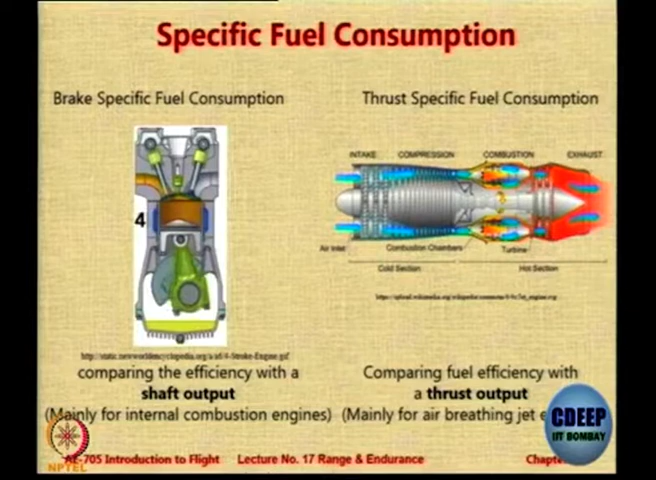 Specific Fuel Consumption
Brake Specific Fuel Consumption
Thrust Specific Fuel Consumption
INTAKE COMPRESSION COMBUSTION EXHAUST
4
Air Inlet Combustion Chambers Turbine
Cold Section Hot Section
comparing the efficiency with a
shaft output
(Mainly for internal combustion engines)
Comparing fuel efficiency with
a thrust output
(Mainly for air breathing jet
CDEEP
IIT BOMBAY
NPTEL
AE-705 Introduction to Flight Lecture No. 17 Range & Endurance